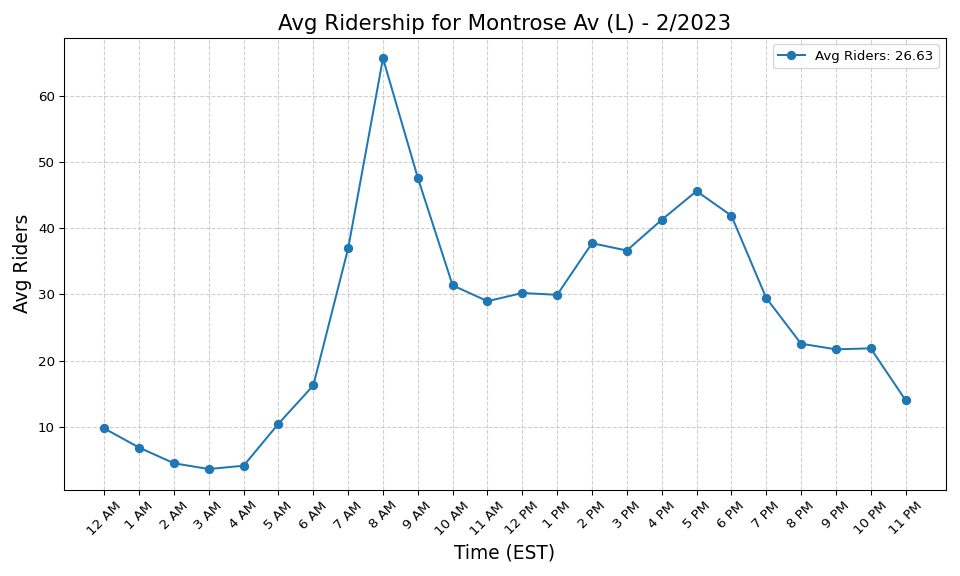 Avg Ridership for Montrose Av (L) - 2/2023
Avg Riders: 26.63
Avg Riders
60
50
40
30
20
10
12 AM
1 AM
2 AM
3 AM
4 AM
5 AM
6 AM
7 AM
8 AM
9 AM
10 AM
11 AM
12 PM
1 PM
2 PM
3 PM
4 PM
5 PM
6 PM
7 PM
8 PM
9 PM
10 PM
11 PM
Time (EST)